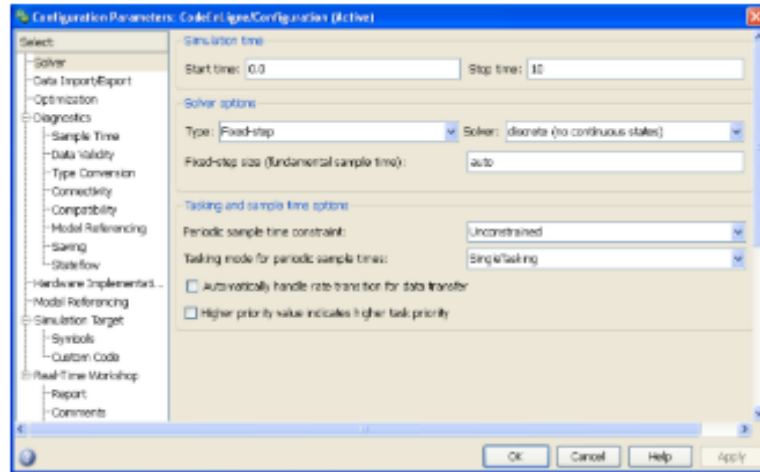 Configuration Parameters: CodeEnLigne/Configuration (Active)
Select:
Solver
Data Import/Export
Optimization
Diagnostics
Sample Time
Data Validity
Type Conversion
Connectivity
Compatibility
Model Referencing
Saving
Stateflow
Hardware Implementati...
Model Referencing
Simulation Target
Symbols
Custom Code
Real-Time Workshop
Report
Comments
Simulation time
Start time: 0.0 Stop time: 10
Solver options
Type: Fixed-step Solver: discrete (no continuous states)
Fixed-step size (fundamental sample time): auto
Tasking and sample time options
Periodic sample time constraint: Unconstrained
Tasking mode for periodic sample times: SingleTasking
Automatically handle rate transition for data transfer
Higher priority value indicates higher task priority
OK Cancel Help Apply